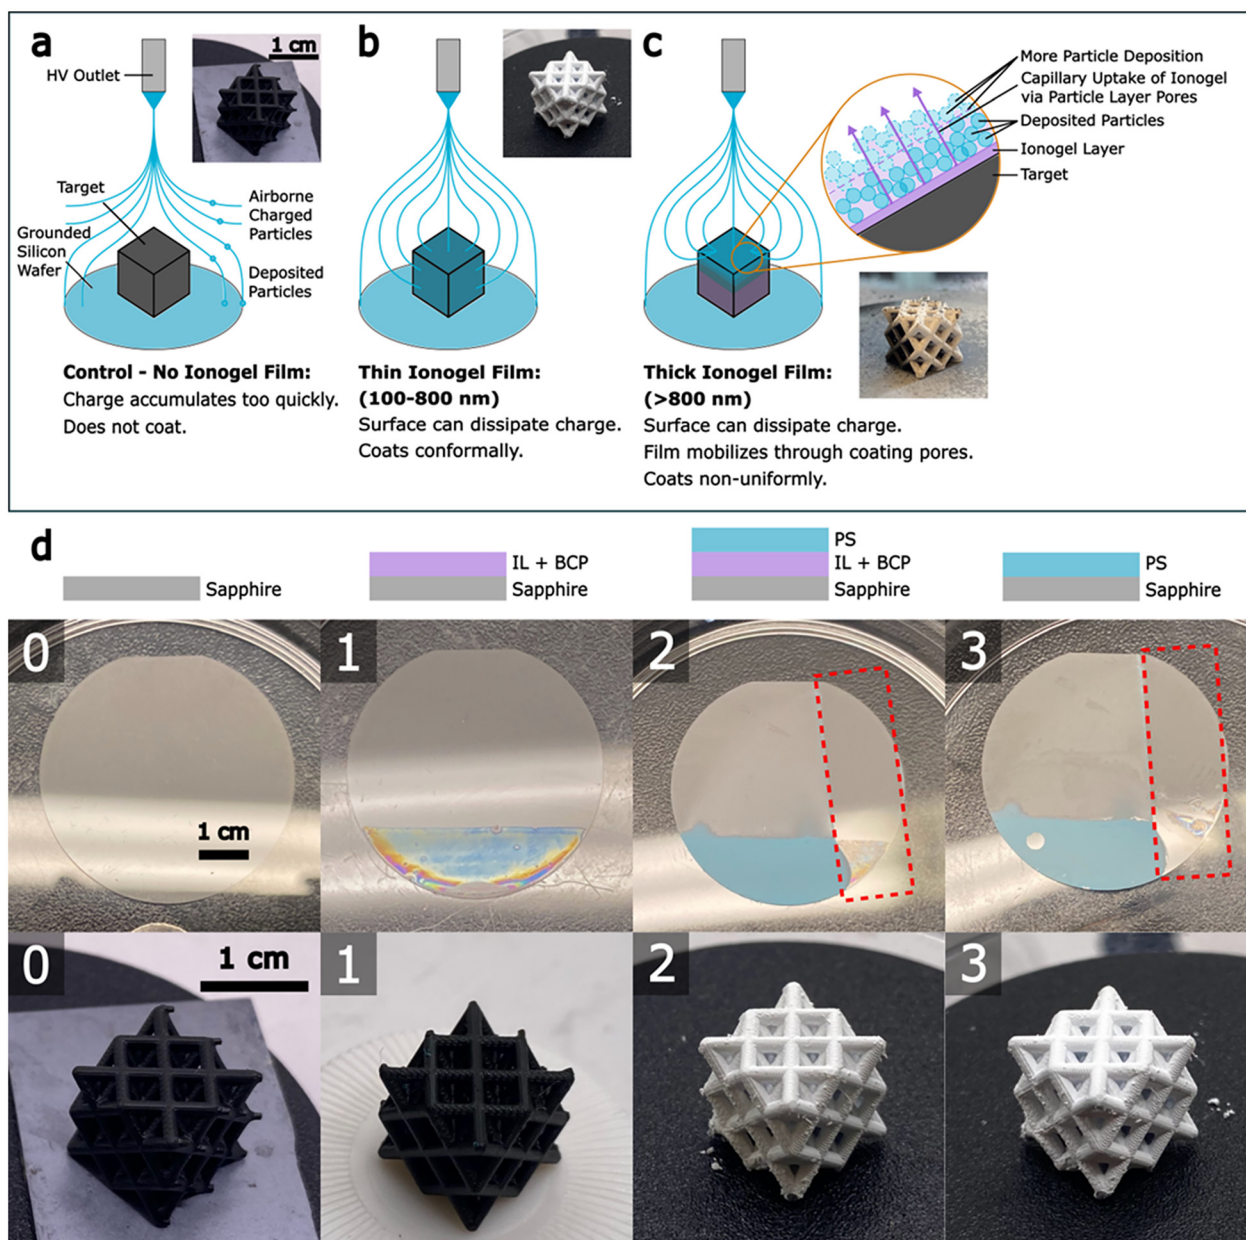 a
HV Outlet
1 cm
Target
Grounded
Silicon
Wafer
Airborne
Charged
Particles
Deposited
Particles
Control - No Ionogel Film:
Charge accumulates too quickly.
Does not coat.
b
Thin Ionogel Film:
(100-800 nm)
Surface can dissipate charge.
Coats conformally.
c
More Particle Deposition
Capillary Uptake of Ionogel
via Particle Layer Pores
Deposited Particles
Ionogel Layer
Target
Thick Ionogel Film:
(>800 nm)
Surface can dissipate charge.
Film mobilizes through coating pores.
Coats non-uniformly.
d
Sapphire
IL + BCP
Sapphire
PS
IL + BCP
Sapphire
PS
Sapphire
0
1 cm
1
2
3
0
1 cm
1
2
3